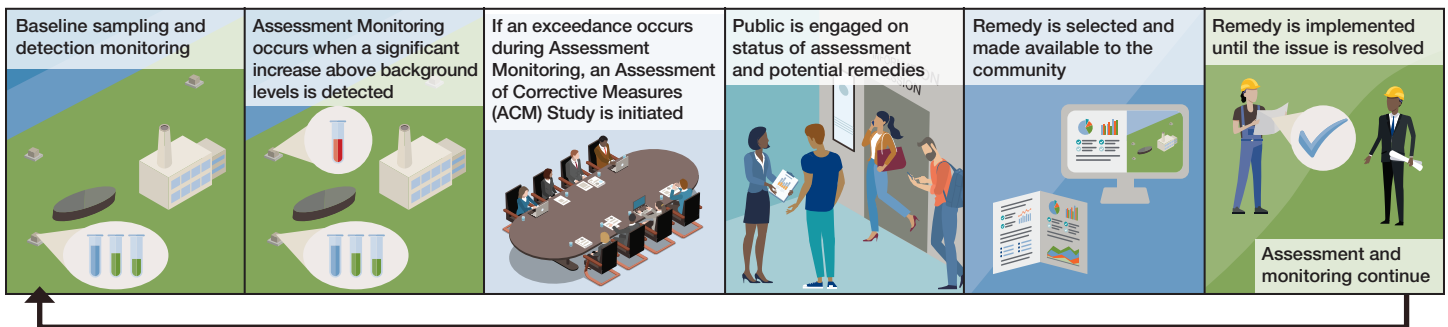 Baseline sampling and
detection monitoring
Assessment Monitoring
occurs when a significant
increase above background
levels is detected
If an exceedance occurs
during Assessment
Monitoring, an Assessment
of Corrective Measures
(ACM) Study is initiated
Public is engaged on
status of assessment
and potential remedies
Remedy is selected and
made available to the
community
Remedy is implemented
until the issue is resolved
Assessment and
monitoring continue